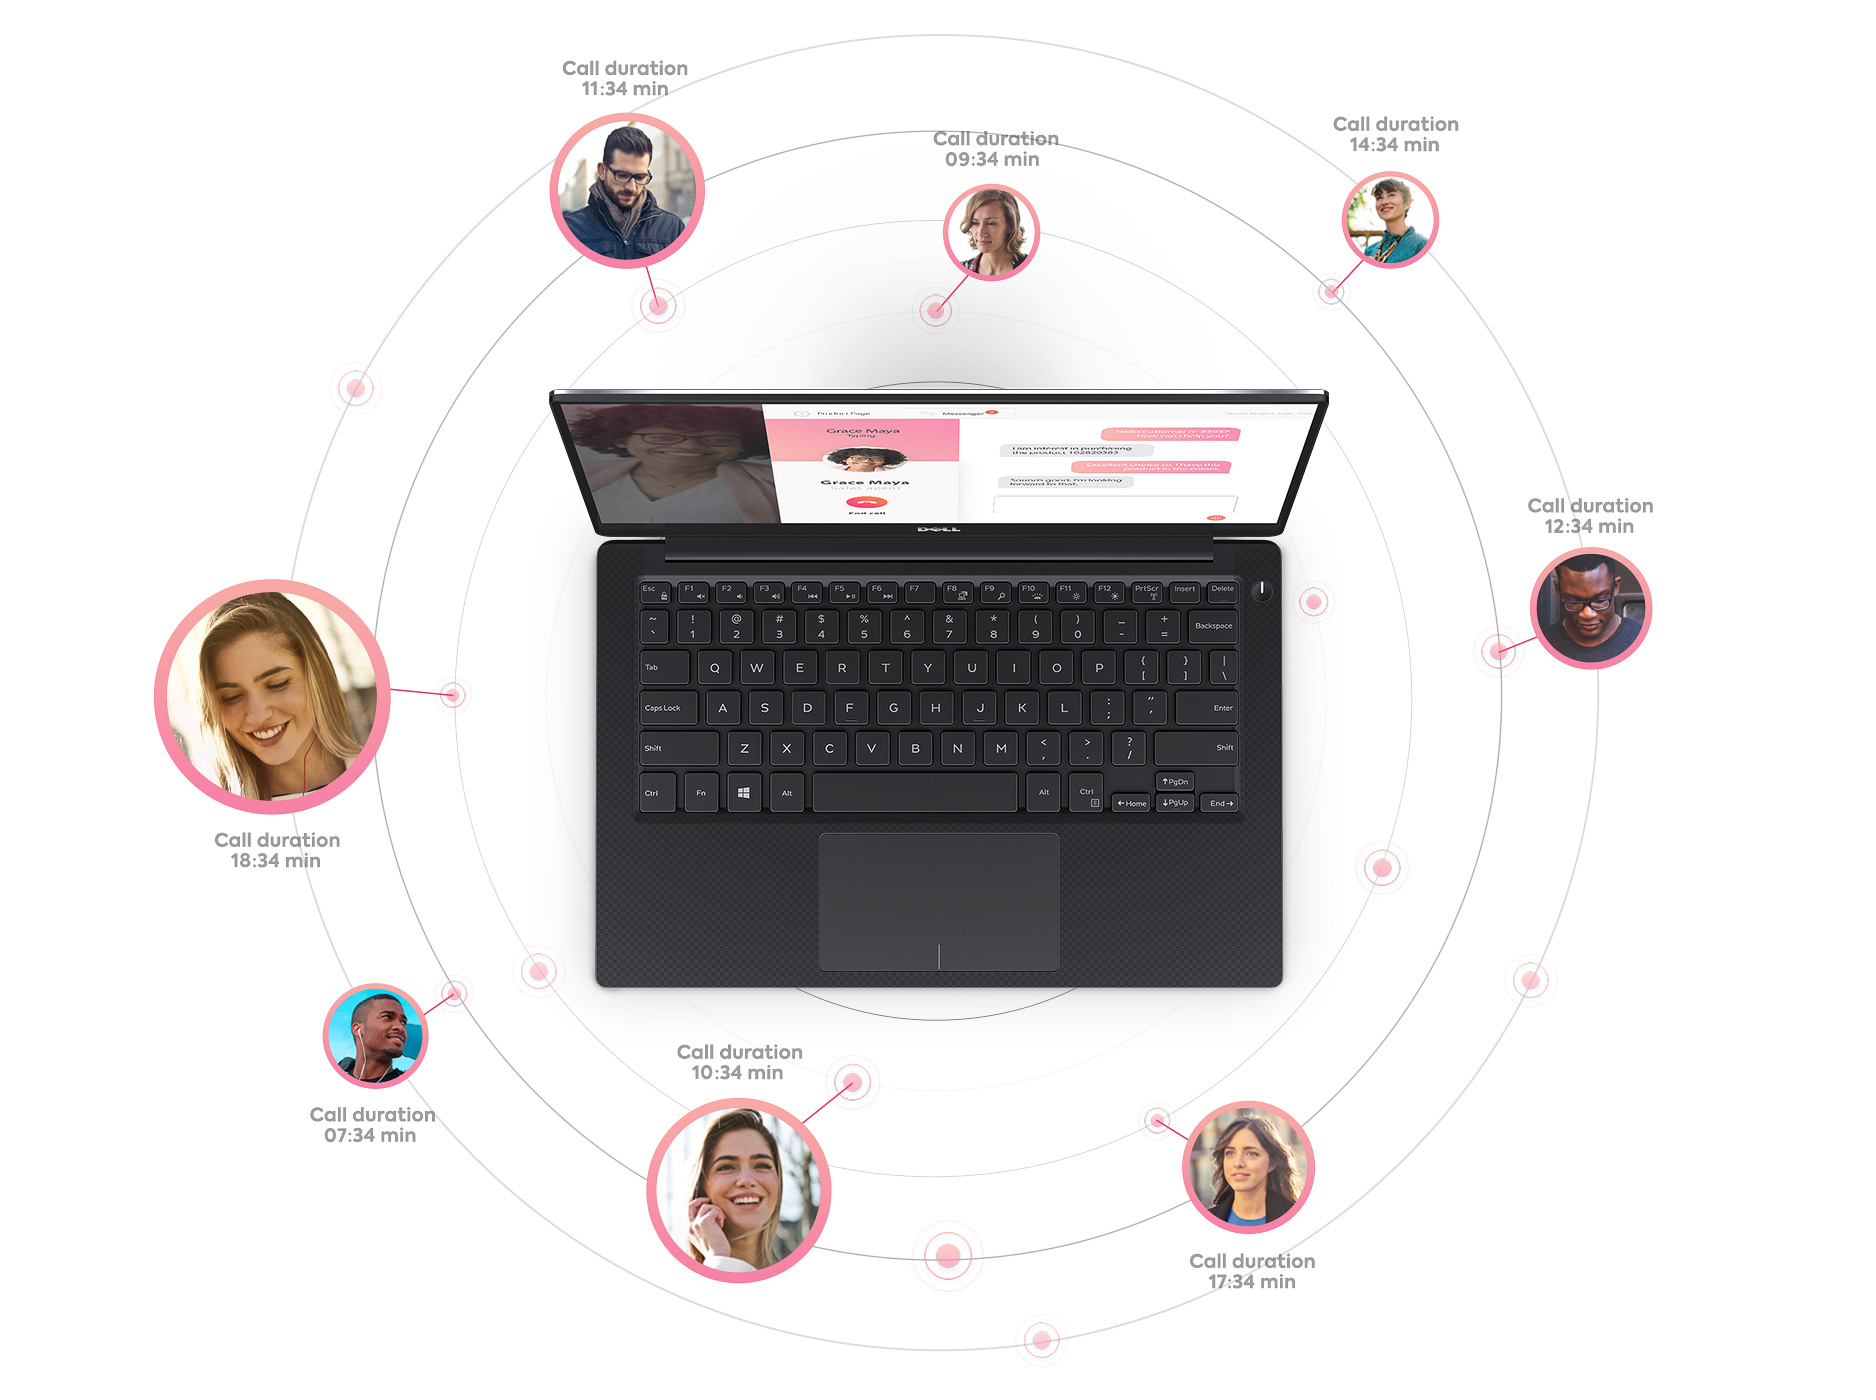 Call duration
11:34 min
Call duration
09:34 min
Call duration
14:34 min
Product Page
Messenger
Grace Maya
Typing
Hello customer nr 83937
How can i help you?
I am interest in purchasing
the product 102820383
Excellent choice sir, I have this
product in the colors.
Sounds good. I'm looking
forward to that.
Grace Maya
Sales agent
End call
DELL
Call duration
12:34 min
Esc F1 F2 F3 F4 F5 F6 F7 F8 F9 F10 F11 F12 PrtScr Insert Delete
~ ! @ # $ % ^ & * ( ) _ +
` 1 2 3 4 5 6 7 8 9 0 - = Backspace
Tab Q W E R T Y U I O P { [ } ] | \
Caps Lock A S D F G H J K L : ; " ' Enter
Shift Z X C V B N M < , > . ? / Shift
Ctrl Fn Alt Alt Ctrl PgDn
Home PgUp End
Call duration
18:34 min
Call duration
10:34 min
Call duration
07:34 min
Call duration
17:34 min